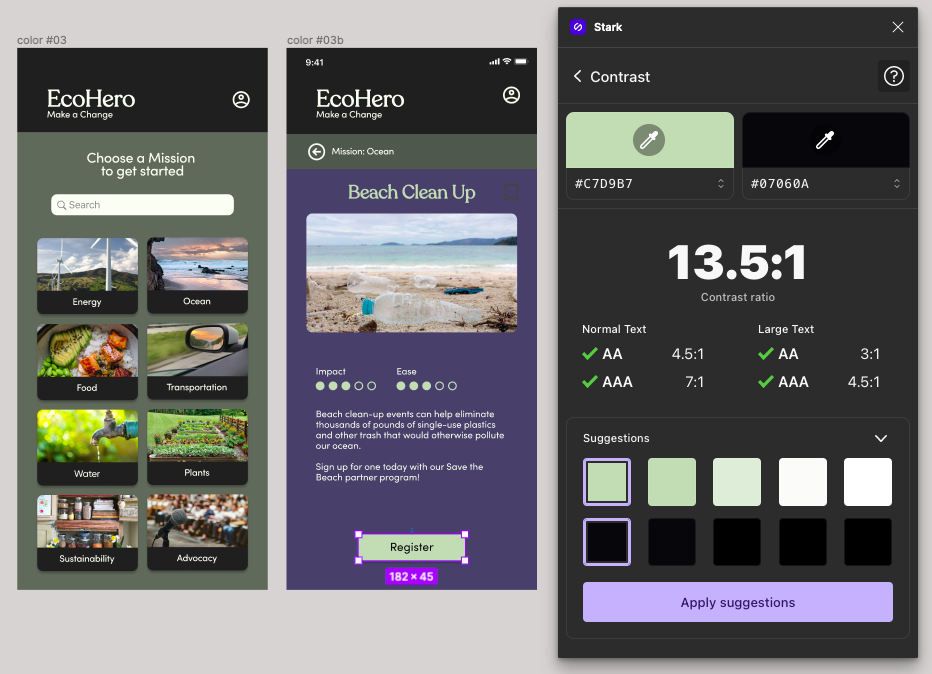 color #03
EcoHero
Make a Change
Choose a Mission
to get started
Search
Energy
Ocean
Food
Transportation
Water
Plants
Sustainability
Advocacy
color #03b
9:41
EcoHero
Make a Change
Mission: Ocean
Beach Clean Up
Impact
Ease
Beach clean-up events can help eliminate
thousands of pounds of single-use plastics
and other trash that would otherwise pollute
our ocean.
Sign up for one today with our Save the
Beach partner program!
Register
182 × 45
Stark
Contrast
?
#C7D9B7
#07060A
13.5:1
Contrast ratio
Normal Text
AA 4.5:1
AAA 7:1
Large Text
AA 3:1
AAA 4.5:1
Suggestions
Apply suggestions